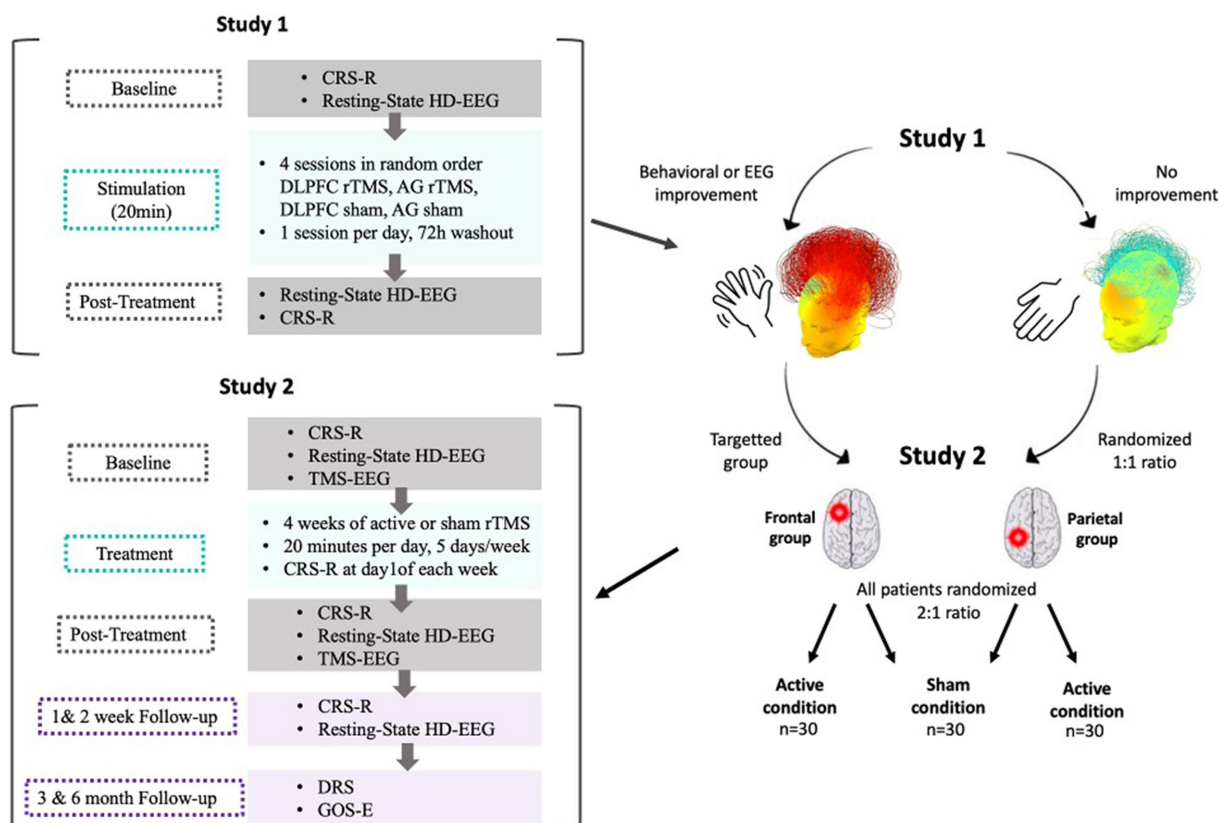 Study 1
Baseline
• CRS-R
• Resting-State HD-EEG
Stimulation
(20min)
• 4 sessions in random order
DLPFC rTMS, AG rTMS,
DLPFC sham, AG sham
• 1 session per day, 72h washout
Post-Treatment
• Resting-State HD-EEG
• CRS-R
Study 2
Baseline
• CRS-R
• Resting-State HD-EEG
• TMS-EEG
Treatment
• 4 weeks of active or sham rTMS
• 20 minutes per day, 5 days/week
• CRS-R at day1of each week
Post-Treatment
• CRS-R
• Resting-State HD-EEG
• TMS-EEG
1& 2 week Follow-up
• CRS-R
• Resting-State HD-EEG
3 & 6 month Follow-up
• DRS
• GOS-E
Study 1
Behavioral or EEG
improvement
No
improvement
Targetted
group
Study 2
Randomized
1:1 ratio
Frontal
group
Parietal
group
All patients randomized
2:1 ratio
Active
condition
n=30
Sham
condition
n=30
Active
condition
n=30